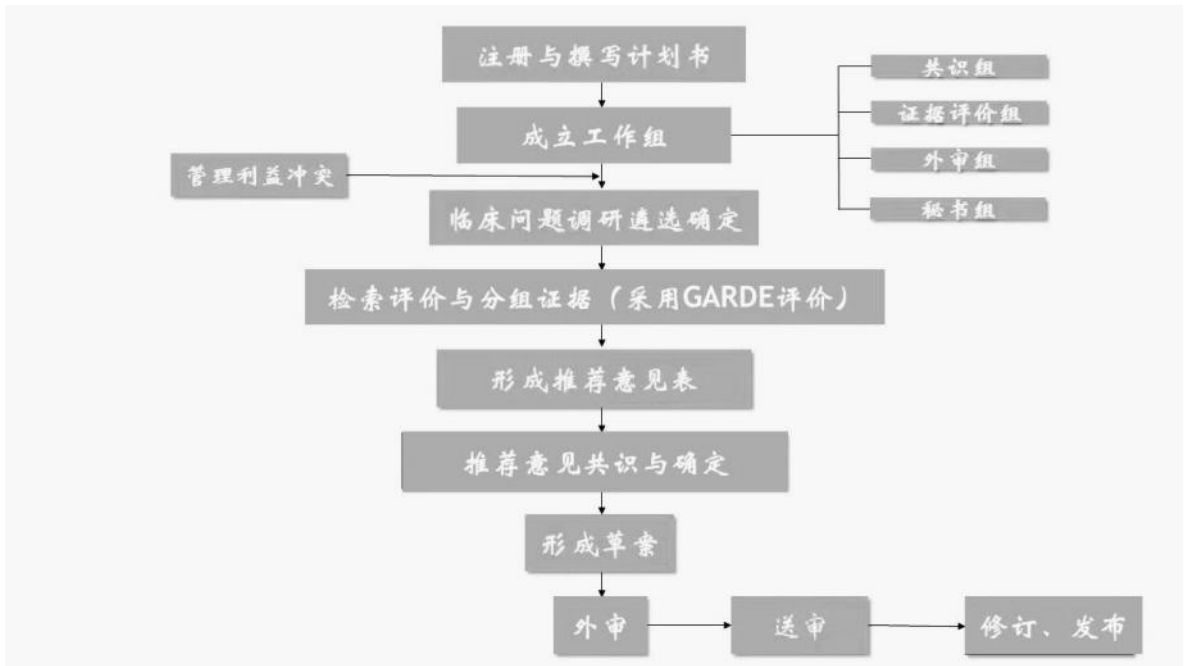 注册与撰写计划书
成立工作组
共识组
证据评价组
外审组
秘书组
管理利益冲突
临床问题调研遴选确定
检索评价与分组证据（采用GARDE评价）
形成推荐意见表
推荐意见共识与确定
形成草案
外审
送审
修订、发布